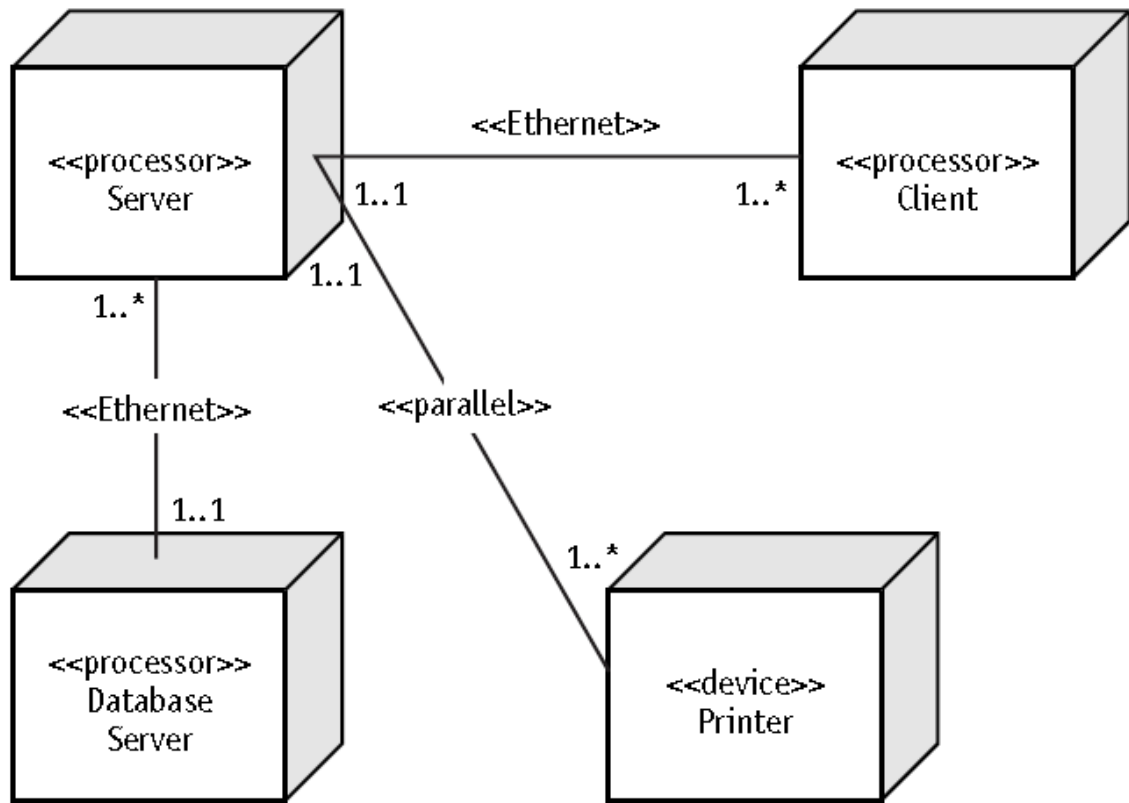 <<Ethernet>>
<<processor>>
Server
<<processor>>
Client
1..1
1..*
1..1
1..*
<<Ethernet>>
<<parallel>>
1..1
1..*
<<processor>>
Database
Server
<<device>>
Printer